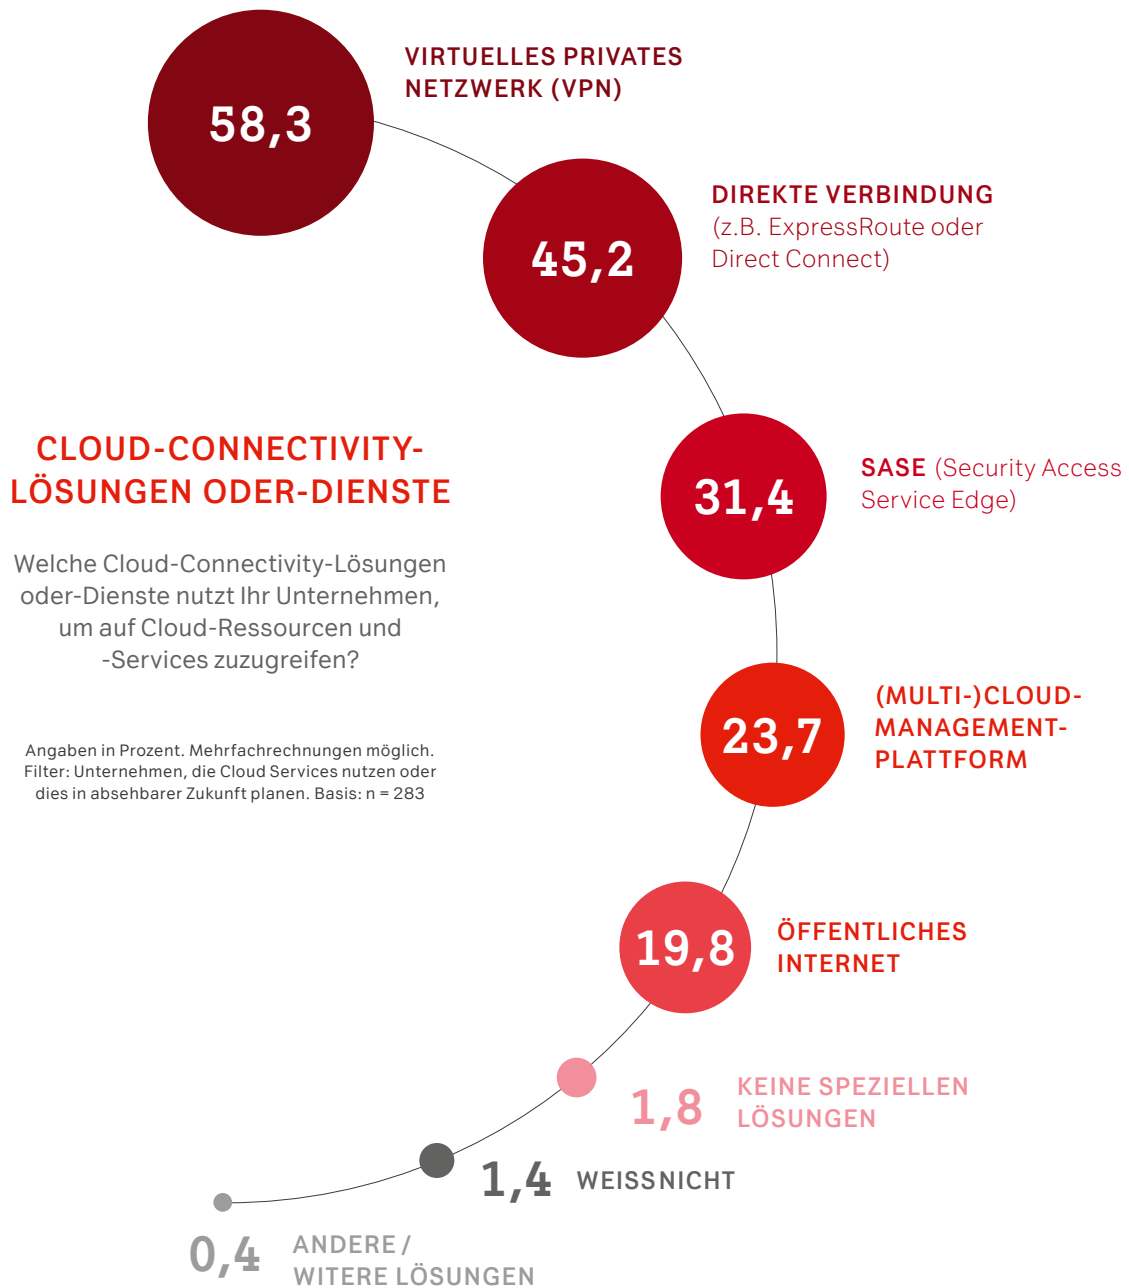 58,3
VIRTUELLES PRIVATES
NETZWERK (VPN)
45,2
DIREKTE VERBINDUNG
(z.B. ExpressRoute oder
Direct Connect)
CLOUD-CONNECTIVITY-
LÖSUNGEN ODER-DIENSTE
Welche Cloud-Connectivity-Lösungen
oder-Dienste nutzt Ihr Unternehmen,
um auf Cloud-Ressourcen und
-Services zuzugreifen?
Angaben in Prozent. Mehrfachrechnungen möglich.
Filter: Unternehmen, die Cloud Services nutzen oder
dies in absehbarer Zukunft planen. Basis: n = 283
31,4
SASE (Security Access
Service Edge)
23,7
(MULTI-)CLOUD-
MANAGEMENT-
PLATTFORM
19,8
ÖFFENTLICHES
INTERNET
1,8
KEINE SPEZIELLEN
LÖSUNGEN
1,4
WEISSNICHT
0,4
ANDERE/
WITERE LÖSUNGEN